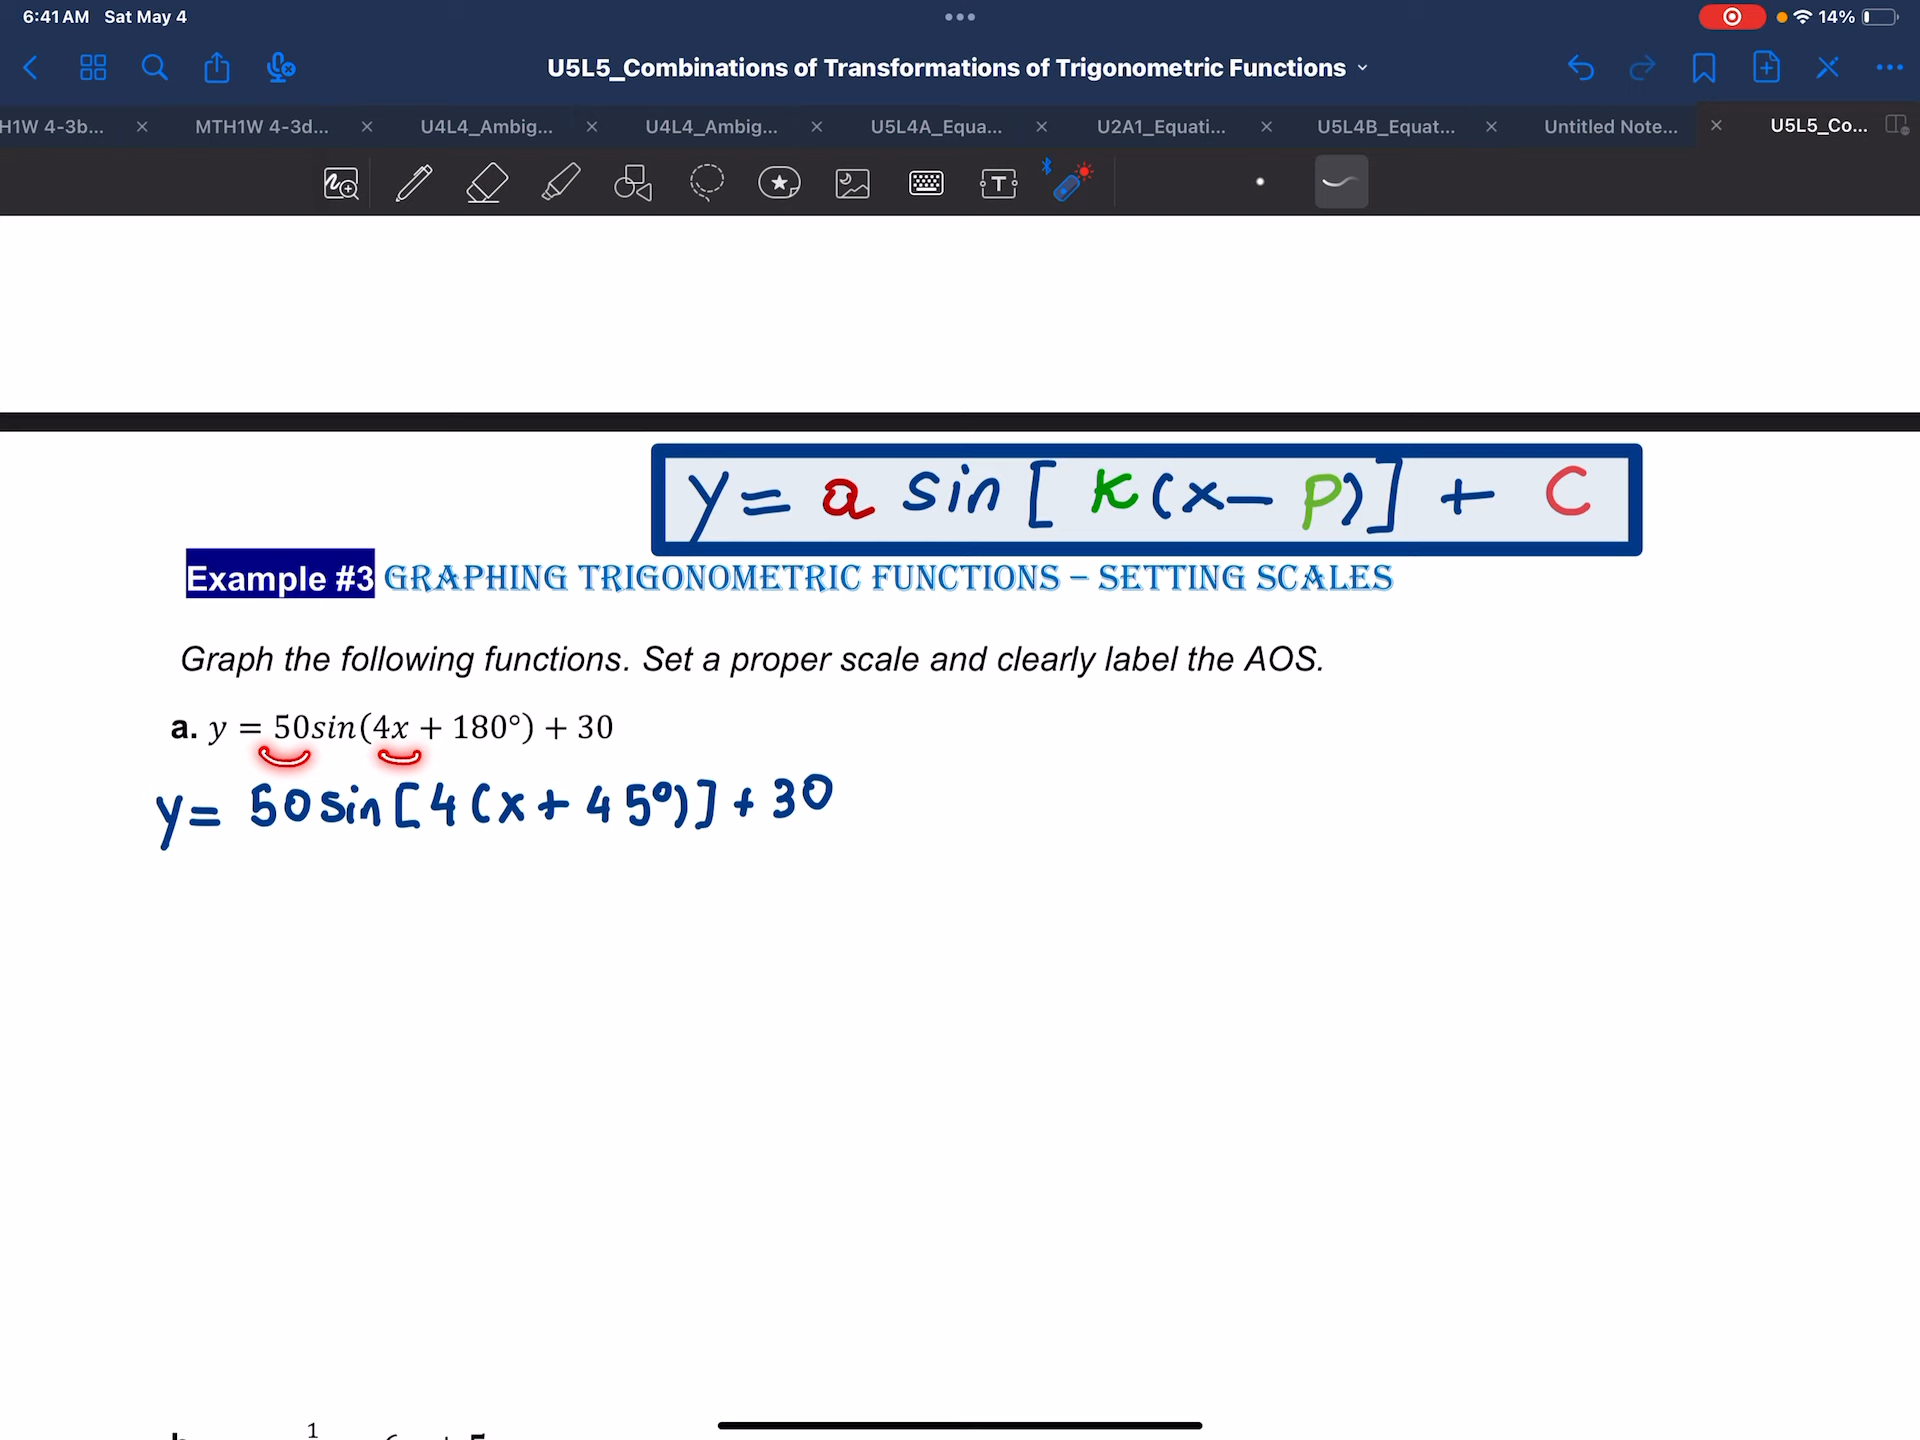 6:41 AM Sat May 4
14%
U5L5_Combinations of Transformations of Trigonometric Functions
H1W 4-3b...
MTH1W 4-3d...
U4L4_Ambig...
U4L4_Ambig...
U5L4A_Equa...
U2A1_Equati...
U5L4B_Equat...
Untitled Note...
U5L5_Co...
y = a sin [ k(x - p)] + C
Example #3 GRAPHING TRIGONOMETRIC FUNCTIONS – SETTING SCALES
Graph the following functions. Set a proper scale and clearly label the AOS.
a. y = 50sin(4x + 180°) + 30
y = 50 sin [4 (x + 45°)] + 30